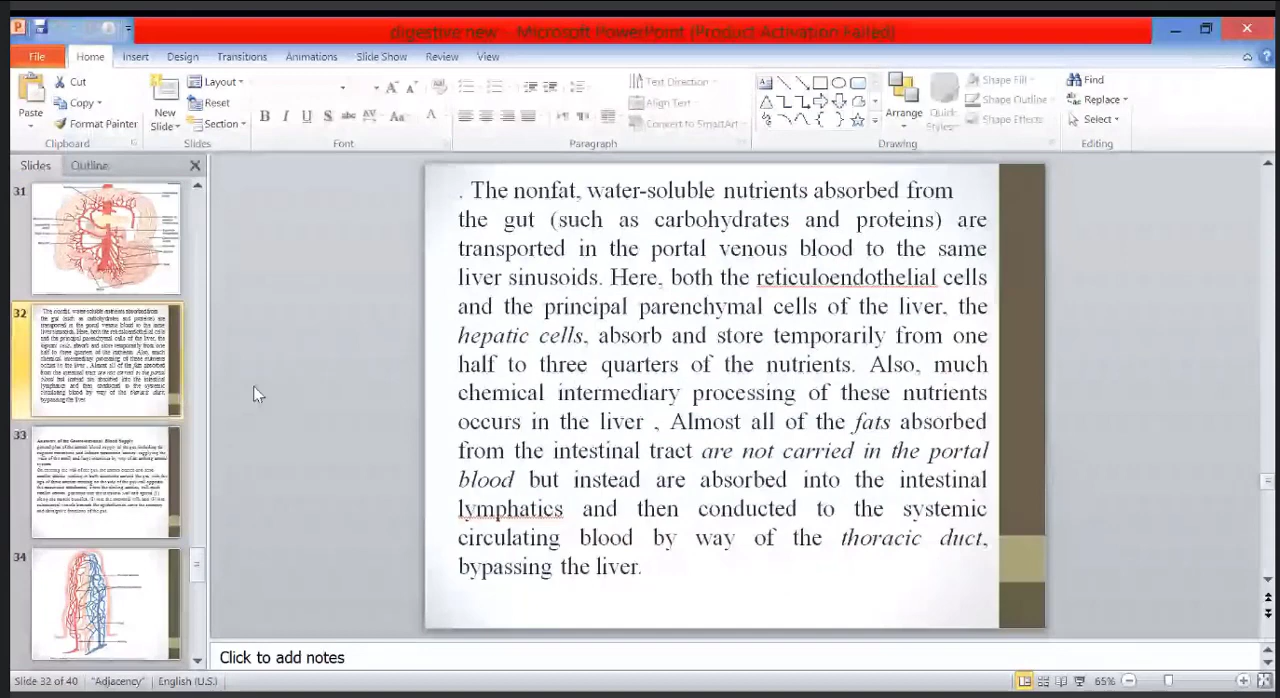 digestive new - Microsoft PowerPoint (Product Activation Failed)
File Home Insert Design Transitions Animations Slide Show Review View
Paste
Cut
Copy
Format Painter
Clipboard
New
Slide
Layout
Reset
Section
Slides
B I U S abc AV Aa A
Font
Text Direction
Align Text
Convert to SmartArt
Paragraph
Arrange
Quick
Styles
Shape Fill
Shape Outline
Shape Effects
Drawing
Find
Replace
Select
Editing
Slides Outline
31
32
33
34
. The nonfat, water-soluble nutrients absorbed from
the gut (such as carbohydrates and proteins) are
transported in the portal venous blood to the same
liver sinusoids. Here, both the reticuloendothelial cells
and the principal parenchymal cells of the liver, the
hepatic cells, absorb and store temporarily from one
half to three quarters of the nutrients. Also, much
chemical intermediary processing of these nutrients
occurs in the liver , Almost all of the fats absorbed
from the intestinal tract are not carried in the portal
blood but instead are absorbed into the intestinal
lymphatics and then conducted to the systemic
circulating blood by way of the thoracic duct,
bypassing the liver.
Click to add notes
Slide 32 of 40 "Adjacency" English (U.S.) 65%